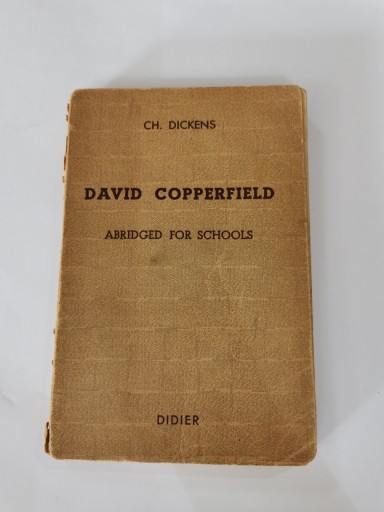 CH. DICKENS
DAVID COPPERFIELD
ABRIDGED FOR SCHOOLS
DIDIER